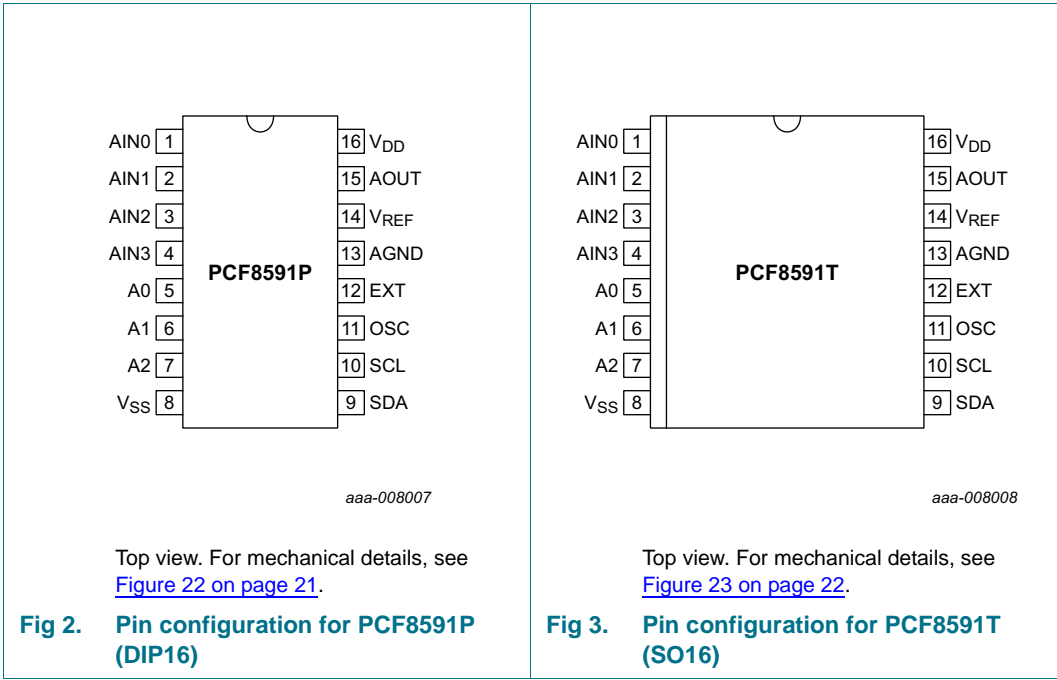 AIN0 1 16 VDD
AIN1 2 15 AOUT
AIN2 3 14 VREF
AIN3 4 13 AGND
PCF8591P
A0 5 12 EXT
A1 6 11 OSC
A2 7 10 SCL
VSS 8 9 SDA
aaa-008007
Top view. For mechanical details, see
Figure 22 on page 21.
Fig 2. Pin configuration for PCF8591P
(DIP16)
AIN0 1 16 VDD
AIN1 2 15 AOUT
AIN2 3 14 VREF
AIN3 4 13 AGND
PCF8591T
A0 5 12 EXT
A1 6 11 OSC
A2 7 10 SCL
VSS 8 9 SDA
aaa-008008
Top view. For mechanical details, see
Figure 23 on page 22.
Fig 3. Pin configuration for PCF8591T
(SO16)